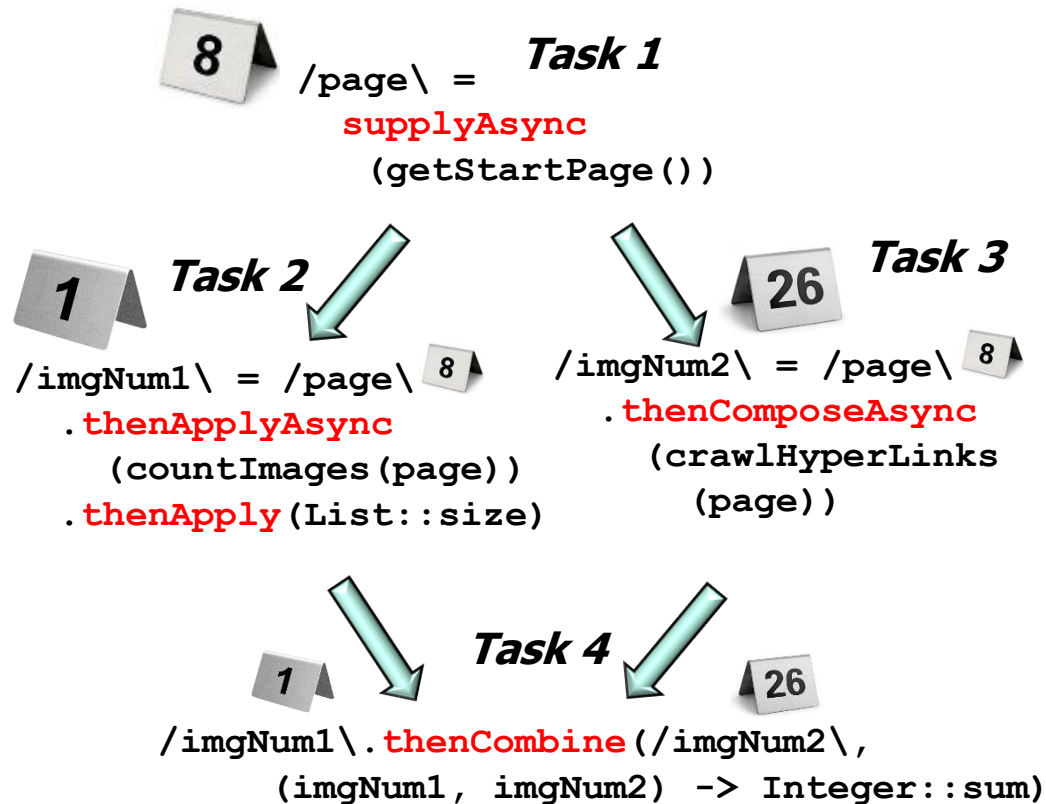 8
Task 1
/page\ =
supplyAsync
(getStartPage())
1
Task 2
/imgNum1\ = /page\ 8
.thenApplyAsync
(countImages(page))
.thenApply(List::size)
26
Task 3
/imgNum2\ = /page\ 8
.thenComposeAsync
(crawlHyperLinks
(page))
1
Task 4
26
/imgNum1\.thenCombine(/imgNum2\,
(imgNum1, imgNum2) -> Integer::sum)